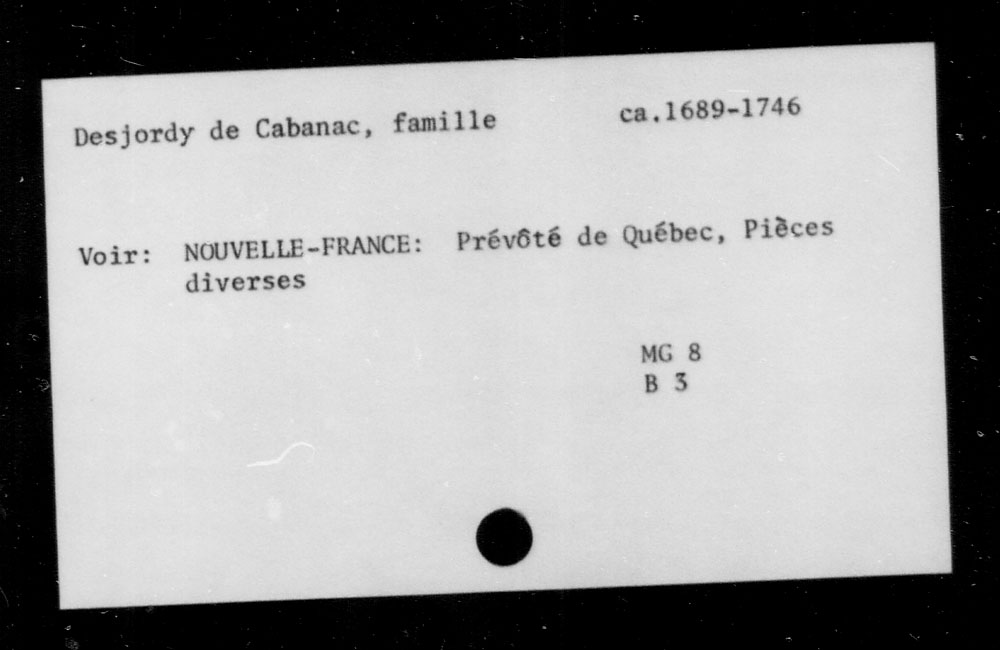 Desjordy de Cabanac, famille ca.1689-1746
Voir: NOUVELLE-FRANCE: Prévôté de Québec, Pièces
diverses
MG 8
B 3